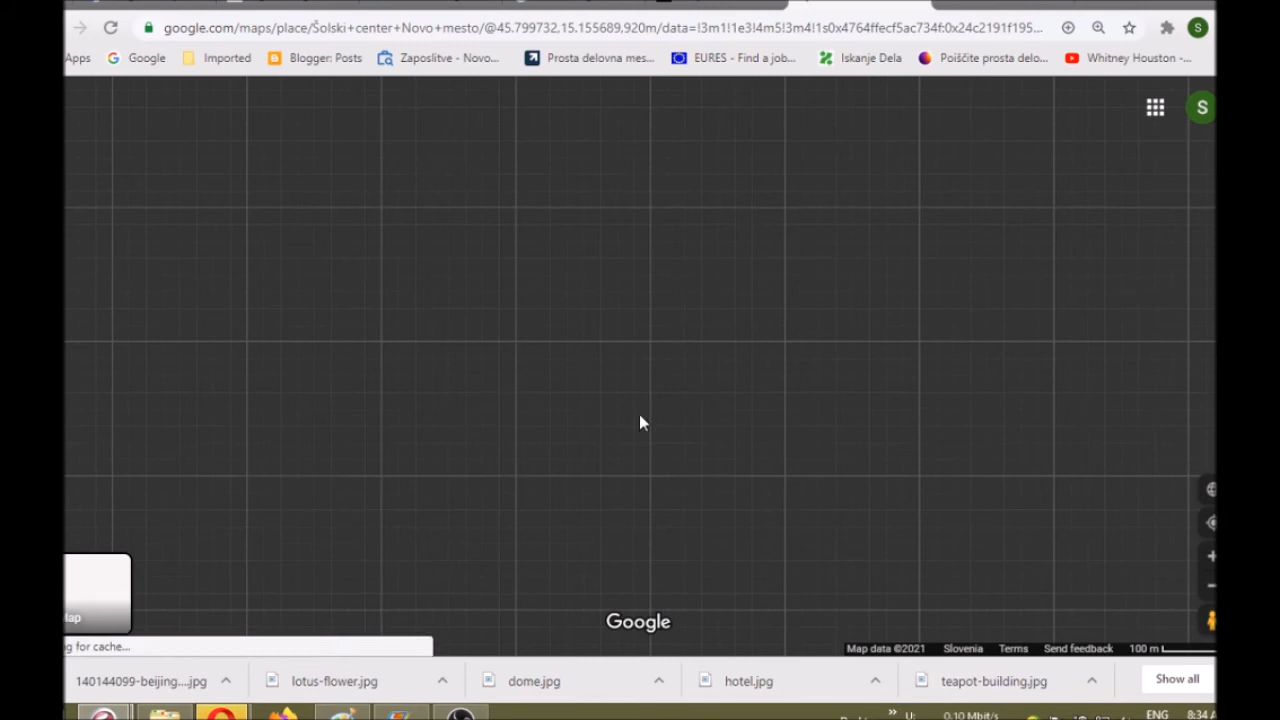 google.com/maps/place/Šolski+center+Novo+mesto/@45.799732,15.155689,920m/data=!3m1!1e3!4m5!3m4!1s0x4764ffecf5ac734f:0x24c2191f195... S
Apps Google Imported Blogger: Posts Zaposlitve - Novo... Prosta delovna mes... EURES - Find a job... Iskanje Dela Poiščite prosta delo... Whitney Houston -...
S
ap
g for cache...
Google
Map data ©2021 Slovenia Terms Send feedback 100 m
140144099-beijing....jpg lotus-flower.jpg dome.jpg hotel.jpg teapot-building.jpg Show all
U: 0.10 Mbit/s ENG 8:34